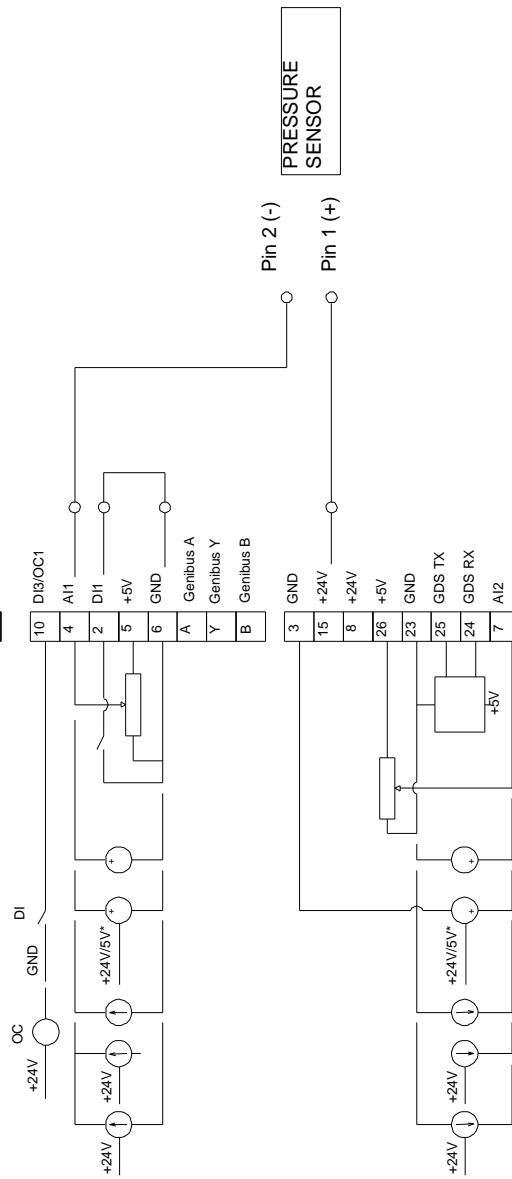 PRESSURE
SENSOR
Pin 2 (-)
Pin 1 (+)
10 DI3/OC1
4 AI1
2 DI1
5 +5V
6 GND
A Genibus A
Y Genibus Y
B Genibus B
3 GND
15 +24V
8 +24V
26 +5V
23 GND
25 GDS TX
24 GDS RX
7 AI2
+5V
DI
GND
OC
+24V
+
+
+24V/5V*
+24V
+24V
+
+
+24V/5V*
+24V
+24V